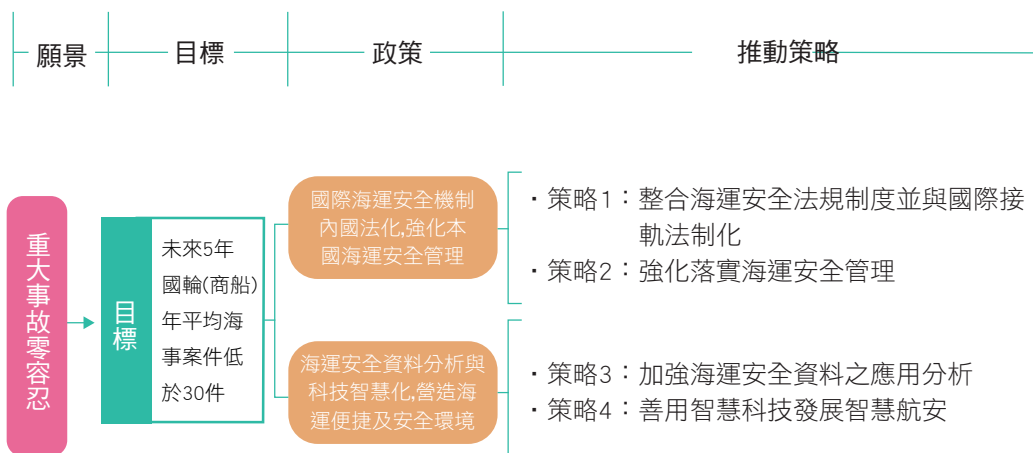 願景
目標
政策
推動策略
重大事故零容忍
目標
未來5年
國輪(商船)
年平均海
事案件低
於30件
國際海運安全機制
內國法化,強化本
國海運安全管理
・策略1：整合海運安全法規制度並與國際接
軌法制化
・策略2：強化落實海運安全管理
海運安全資料分析與
科技智慧化,營造海
運便捷及安全環境
・策略3：加強海運安全資料之應用分析
・策略4：善用智慧科技發展智慧航安